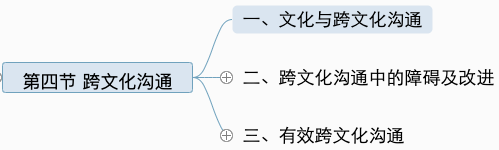 一、文化与跨文化沟通
第四节 跨文化沟通
二、跨文化沟通中的障碍及改进
三、有效跨文化沟通